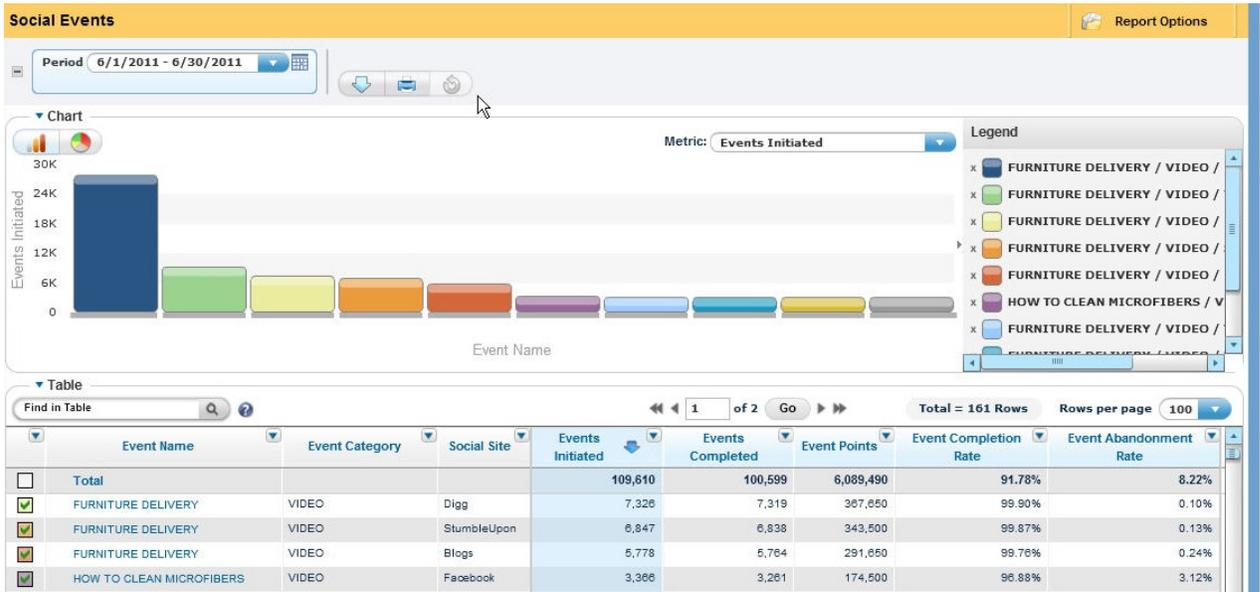 Social Events
Report Options
Period 6/1/2011 - 6/30/2011
Chart
Metric: Events Initiated
Legend
30K
24K
18K
12K
6K
0
Events Initiated
Event Name
x FURNITURE DELIVERY / VIDEO /
x FURNITURE DELIVERY / VIDEO /
x FURNITURE DELIVERY / VIDEO /
x FURNITURE DELIVERY / VIDEO /
x FURNITURE DELIVERY / VIDEO /
x HOW TO CLEAN MICROFIBERS / V
x FURNITURE DELIVERY / VIDEO /
FURNITURE DELIVERY / VIDEO /
Table
Find in Table 1 of 2 Go Total = 161 Rows Rows per page 100
Event Name Event Category Social Site Events Initiated Events Completed Event Points Event Completion Rate Event Abandonment Rate
Total 109,610 100,599 6,089,490 91.78% 8.22%
FURNITURE DELIVERY VIDEO Digg 7,326 7,319 367,650 99.90% 0.10%
FURNITURE DELIVERY VIDEO StumbleUpon 6,847 6,838 343,500 99.87% 0.13%
FURNITURE DELIVERY VIDEO Blogs 5,778 5,764 291,650 99.76% 0.24%
HOW TO CLEAN MICROFIBERS VIDEO Facebook 3,366 3,261 174,500 96.88% 3.12%